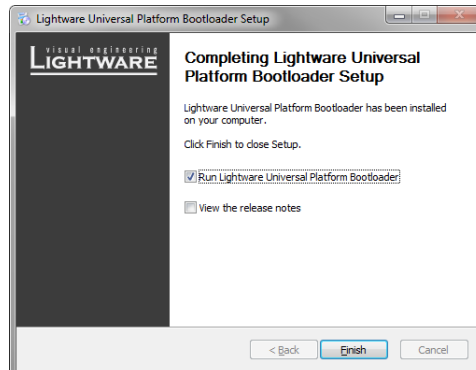 Lightware Universal Platform Bootloader Setup
visual engineering
LIGHTWARE
Completing Lightware Universal
Platform Bootloader Setup
Lightware Universal Platform Bootloader has been installed
on your computer.
Click Finish to close Setup.
Run Lightware Universal Platform Bootloader
View the release notes
< Back
Finish
Cancel